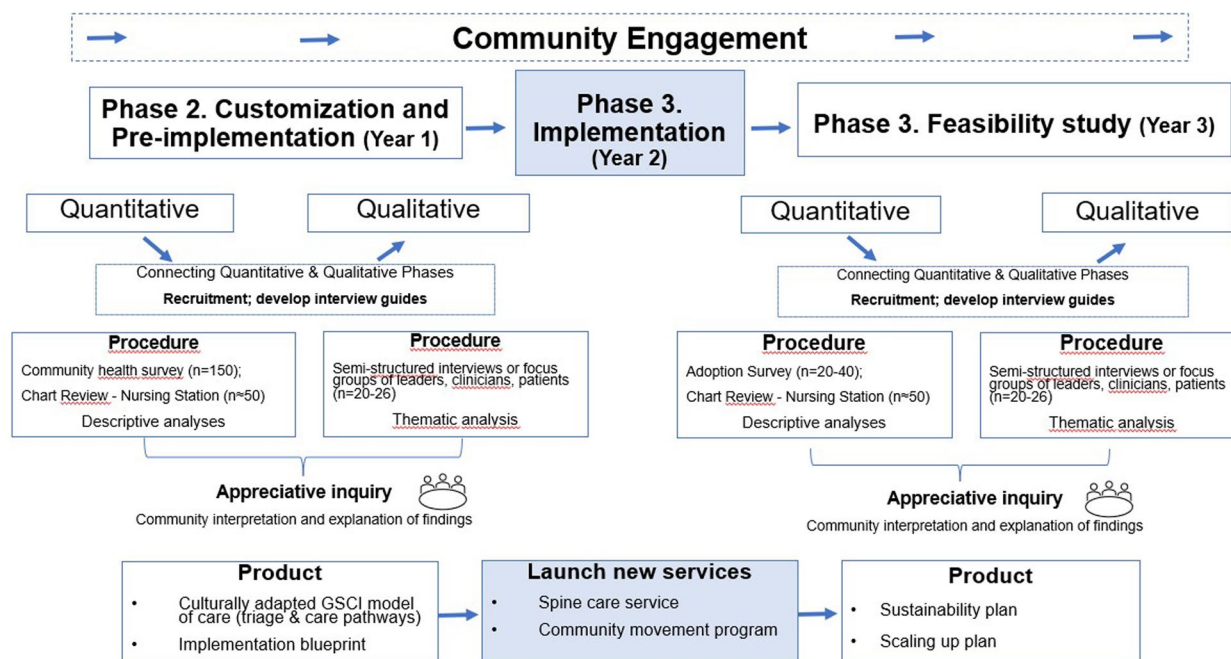 Community Engagement
Phase 2. Customization and
Pre-implementation (Year 1)
Phase 3.
Implementation
(Year 2)
Phase 3. Feasibility study (Year 3)
Quantitative
Qualitative
Connecting Quantitative & Qualitative Phases
Recruitment; develop interview guides
Quantitative
Qualitative
Connecting Quantitative & Qualitative Phases
Recruitment; develop interview guides
Procedure
Community health survey (n=150);
Chart Review - Nursing Station (n≈50)
Descriptive analyses
Procedure
Semi-structured interviews or focus
groups of leaders, clinicians, patients
(n=20-26)
Thematic analysis
Procedure
Adoption Survey (n=20-40);
Chart Review - Nursing Station (n≈50)
Descriptive analyses
Procedure
Semi-structured interviews or focus
groups of leaders, clinicians, patients
(n=20-26)
Thematic analysis
Appreciative inquiry
Community interpretation and explanation of findings
Appreciative inquiry
Community interpretation and explanation of findings
Product
• Culturally adapted GSCI model
of care (triage & care pathways)
• Implementation blueprint
Launch new services
• Spine care service
• Community movement program
Product
• Sustainability plan
• Scaling up plan